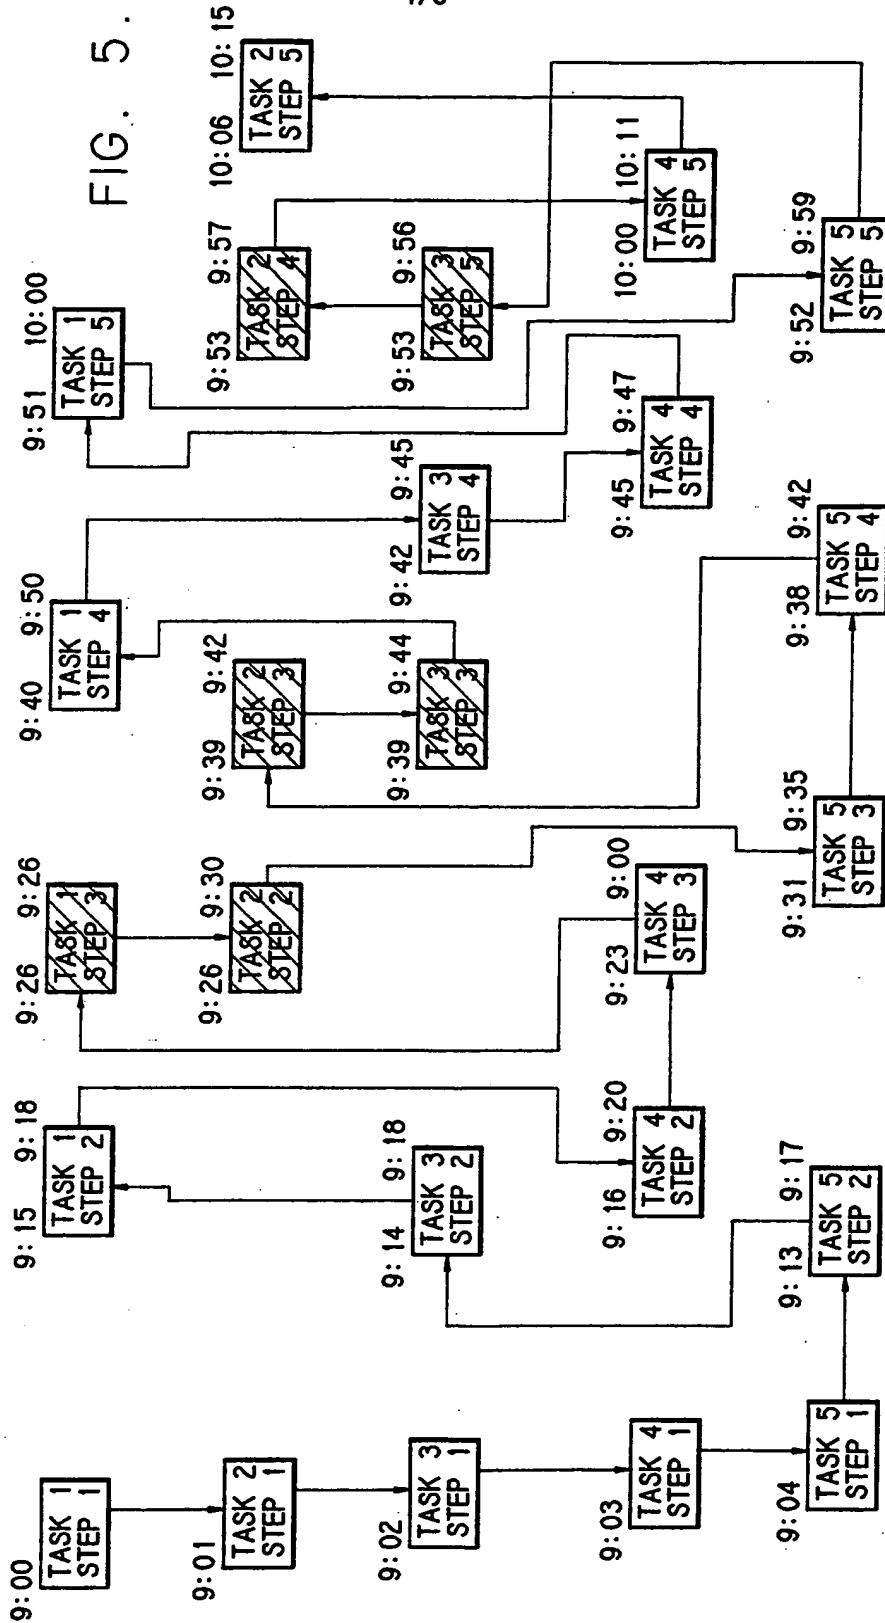 FIG. 5.
9:00
TASK 1
STEP 1
9:01
TASK 2
STEP 1
9:02
TASK 3
STEP 1
9:03
TASK 4
STEP 1
9:04
TASK 5
STEP 1
9:13 9:17
TASK 5
STEP 2
9:14 9:18
TASK 3
STEP 2
9:15 9:18
TASK 1
STEP 2
9:16 9:20
TASK 4
STEP 2
9:23 9:00
TASK 4
STEP 3
9:26 9:26
TASK 1
STEP 3
9:26 9:30
TASK 2
STEP 2
9:31 9:35
TASK 5
STEP 3
9:38 9:42
TASK 5
STEP 4
9:39 9:42
TASK 2
STEP 3
9:39 9:44
TASK 3
STEP 3
9:40 9:50
TASK 1
STEP 4
9:42 9:45
TASK 3
STEP 4
9:45 9:47
TASK 4
STEP 4
9:51 10:00
TASK 1
STEP 5
9:52 9:59
TASK 5
STEP 5
9:53 9:56
TASK 3
STEP 5
9:53 9:57
TASK 2
STEP 4
10:00 10:11
TASK 4
STEP 5
10:06 10:15
TASK 2
STEP 5